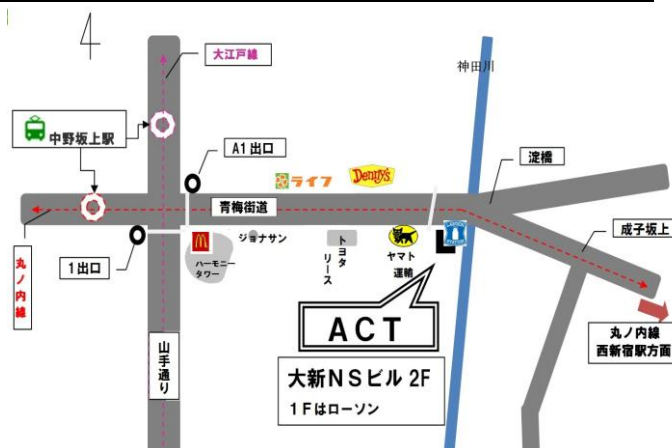 大江戸線
神田川
中野坂上駅
A1出口
淀橋
ライフ
Denny's
青梅街道
成子坂上
丸ノ内線
1出口
ハーモニー
タワー
ジョナサン
トヨタ
リース
ヤマト
運輸
ACT
丸ノ内線
西新宿駅方面
山手通り
大新NSビル 2F
1Fはローソン